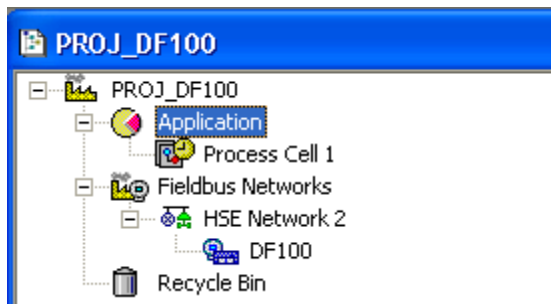 PROJ_DF100
PROJ_DF100
Application
Process Cell 1
Fieldbus Networks
HSE Network 2
DF100
Recycle Bin